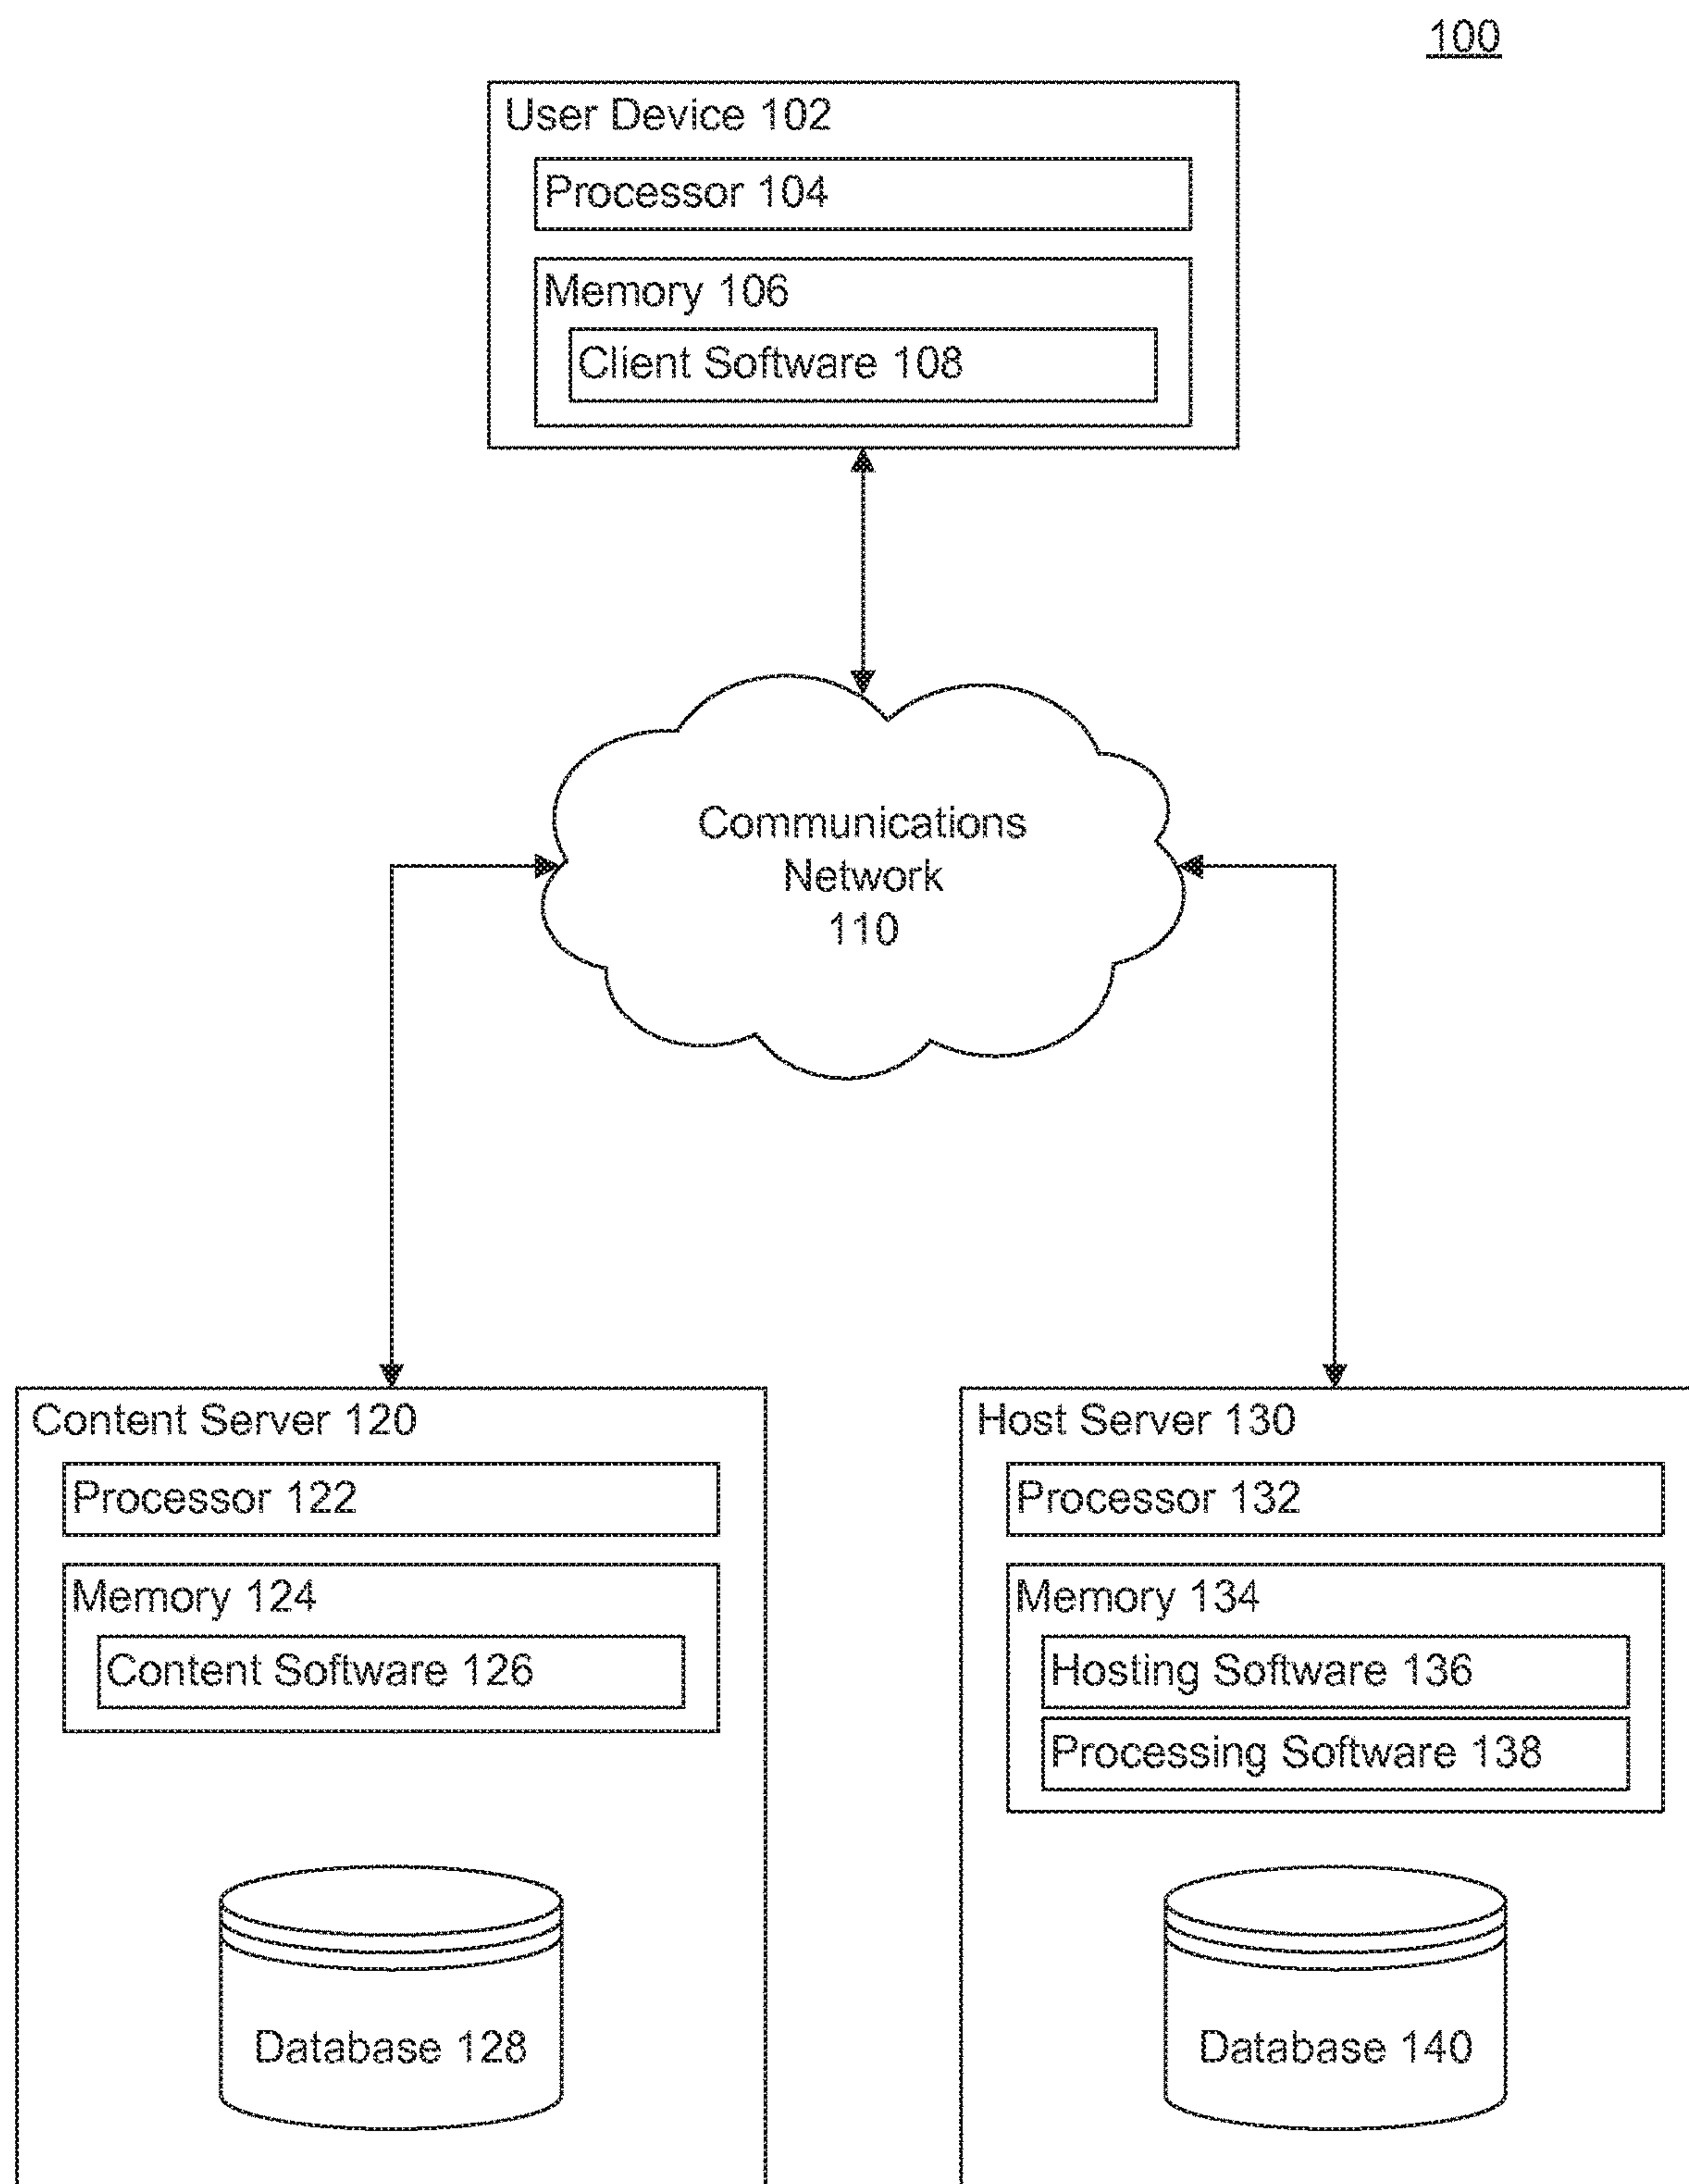 100
User Device 102
Processor 104
Memory 106
Client Software 108
Communications
Network
110
Content Server 120
Processor 122
Memory 124
Content Software 126
Database 128
Host Server 130
Processor 132
Memory 134
Hosting Software 136
Processing Software 138
Database 140